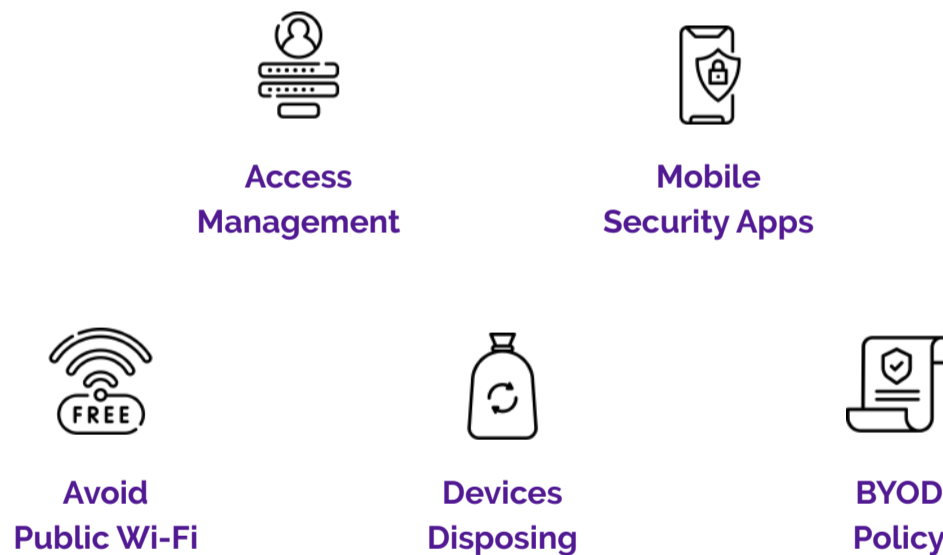 Access
Management
Mobile
Security Apps
FREE
Avoid
Public Wi-Fi
Devices
Disposing
BYOD
Policy